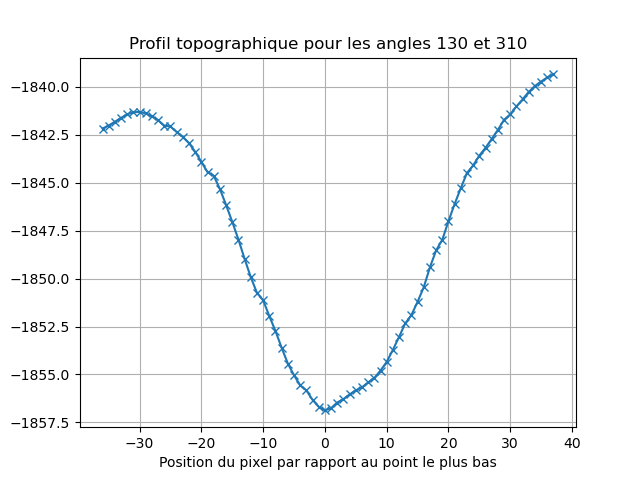 Profil topographique pour les angles 130 et 310
−1840.0
−1842.5
−1845.0
−1847.5
−1850.0
−1852.5
−1855.0
−1857.5
−30 −20 −10 0 10 20 30 40
Position du pixel par rapport au point le plus bas